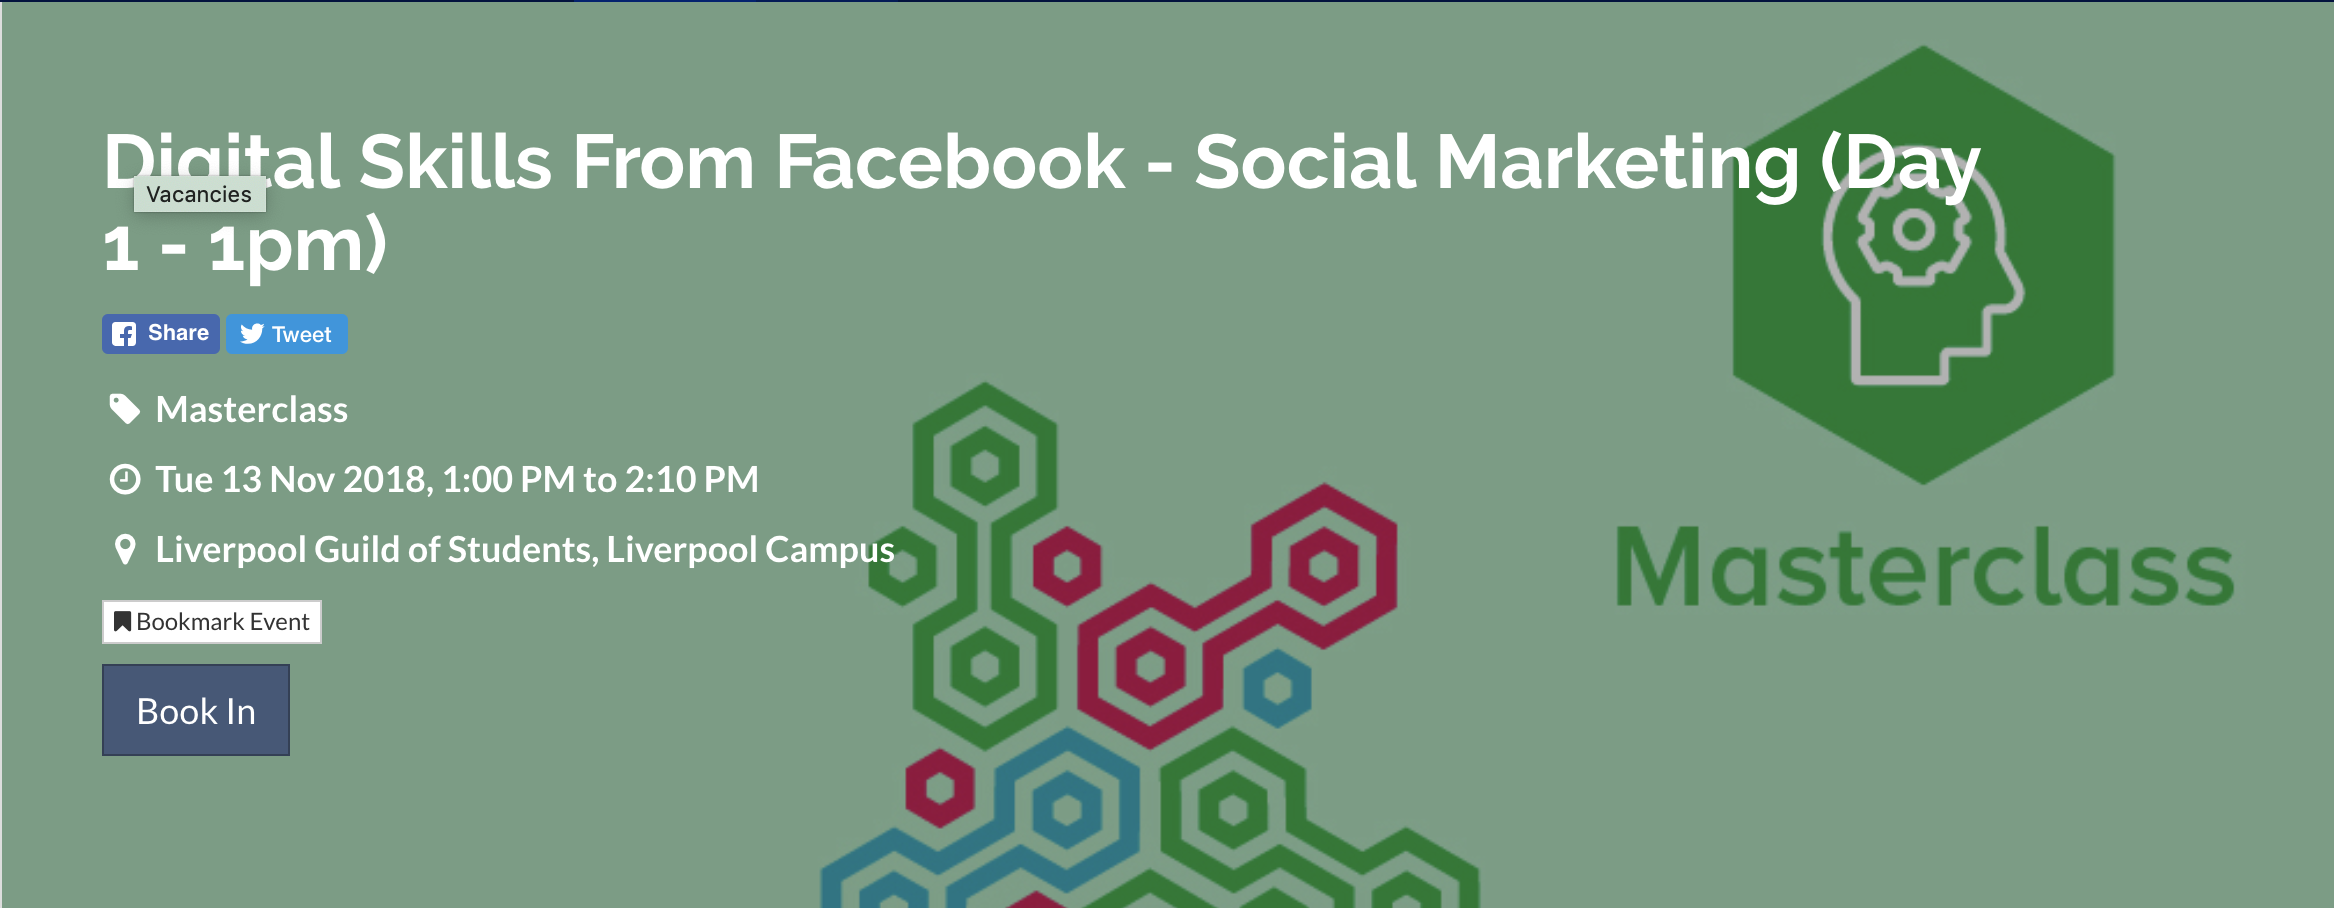 Digital Skills From Facebook - Social Marketing (Day
1 - 1pm)
Vacancies
Share
Tweet
Masterclass
Tue 13 Nov 2018, 1:00 PM to 2:10 PM
Liverpool Guild of Students, Liverpool Campus
Bookmark Event
Book In
Masterclass